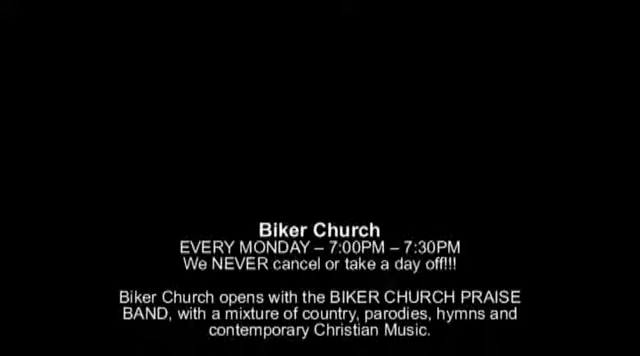 Biker Church
EVERY MONDAY – 7:00PM – 7:30PM
We NEVER cancel or take a day off!!!
Biker Church opens with the BIKER CHURCH PRAISE
BAND, with a mixture of country, parodies, hymns and
contemporary Christian Music.